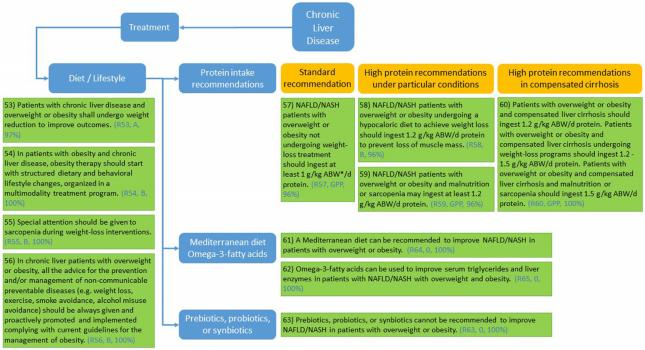 Chronic
Liver
Disease
Treatment
Diet / Lifestyle
Protein intake
recommendations
Standard
recommendation
High protein recommendations
under particular conditions
High protein recommendations
in compensated cirrhosis
53) Patients with chronic liver disease and
overweight or obesity shall undergo
weight reduction to improve outcomes. (R53, A,
97%)
54) In patients with obesity and chronic
liver disease, obesity therapy should start
with structured dietary and behavioral
lifestyle changes, organized in a
multimodality treatment program. (R54, B,
100%)
55) Special attention should be given to
sarcopenia during weight-loss interventions.
(R55, B, 100%)
56) In chronic liver patients with overweight
or obesity, all the advice for the prevention
and/or management of non-communicable
preventable diseases (e.g. weight loss,
exercise, smoke avoidance, alcohol misuse
avoidance) should be always given and
proactively promoted and implemented
complying with current guidelines for the
management of obesity. (R56, B, 100%)
57) NAFLD/NASH
patients with
overweight or
obesity not
undergoing weight-
loss treatment
should ingest at
least 1 g/kg ABW*/d
protein. (R57, GPP,
96%)
58) NAFLD/NASH patients with
overweight or obesity undergoing a
hypocaloric diet to achieve weight loss
should ingest 1.2 g/kg ABW/d protein
to prevent loss of muscle mass. (R58,
B, 96%)
59) NAFLD/NASH patients with
overweight or obesity and malnutrition
or sarcopenia may ingest at least 1.2
g/kg ABW/d protein. (R59, GPP, 96%)
60) Patients with overweight or obesity
and compensated liver cirrhosis should
ingest 1.2 g/kg ABW/d protein. Patients
with overweight or obesity and
compensated liver cirrhosis undergoing
weight-loss programs should ingest 1.2 -
1.5 g/kg ABW/d protein. Patients with
overweight or obesity and compensated
liver cirrhosis and malnutrition or
sarcopenia should ingest 1.5 g/kg ABW/d
protein. (R60, GPP, 100%)
Mediterranean diet
Omega-3-fatty acids
61) A Mediterranean diet can be recommended to improve NAFLD/NASH in
patients with overweight or obesity. (R64, 0, 100%)
62) Omega-3-fatty acids can be used to improve serum triglycerides and liver
enzymes in patients with NAFLD/NASH with overweight and obesity. (R65, 0,
100%)
Prebiotics, probiotics,
or synbiotics
63) Prebiotics, probiotics, or synbiotics cannot be recommended to improve
NAFLD/NASH in patients with overweight or obesity. (R63, 0, 100%)